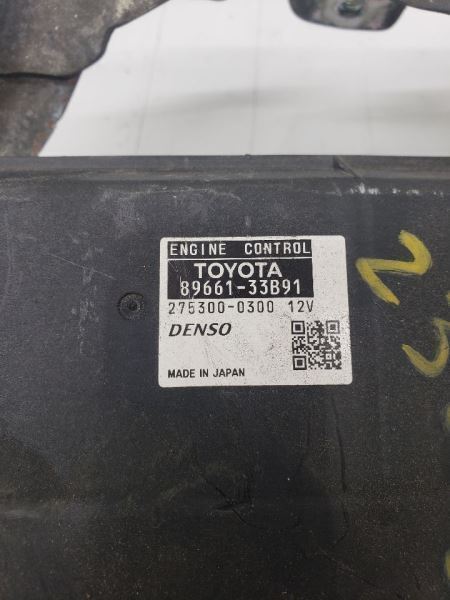 ENGINE CONTROL
TOYOTA
89661-33B91
275300-0300 12V
DENSO
MADE IN JAPAN